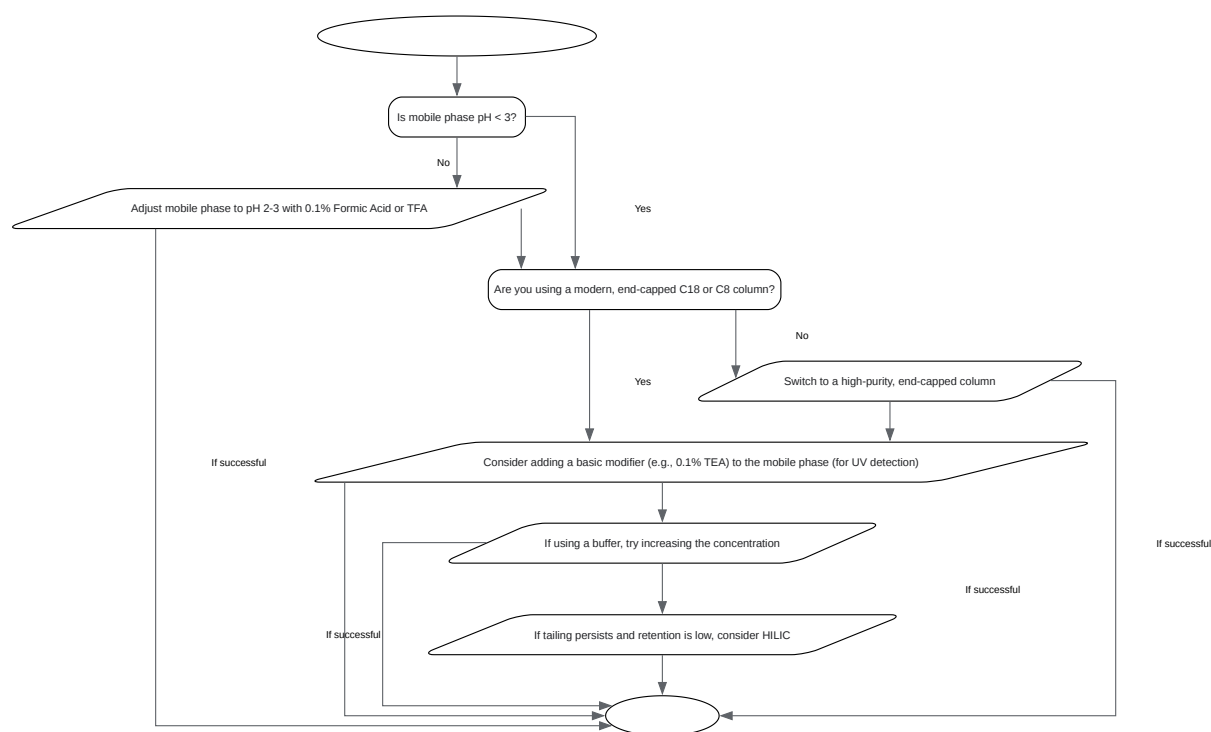 Is mobile phase pH < 3?
No
Adjust mobile phase to pH 2-3 with 0.1% Formic Acid or TFA
Yes
Are you using a modern, end-capped C18 or C8 column?
No
Yes
Switch to a high-purity, end-capped column
If successful
Consider adding a basic modifier (e.g., 0.1% TEA) to the mobile phase (for UV detection)
If using a buffer, try increasing the concentration
If successful
If successful
If successful
If tailing persists and retention is low, consider HILIC